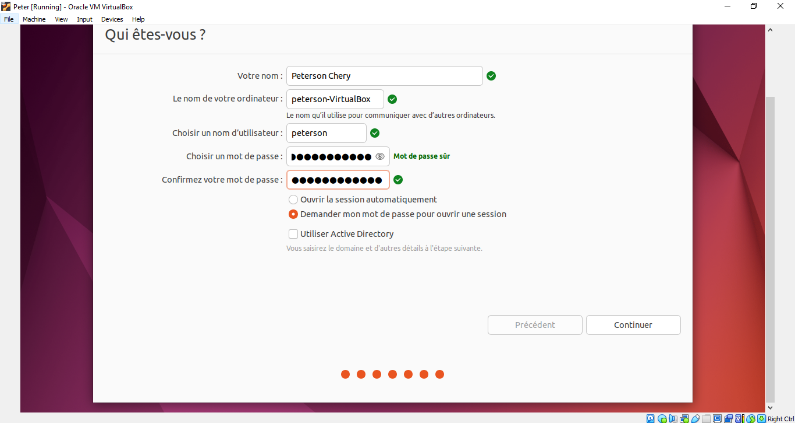 Peter [Running] - Oracle VM VirtualBox
File Machine View Input Devices Help
Qui êtes-vous ?
Votre nom : Peterson Chery
Le nom de votre ordinateur : peterson-VirtualBox
Le nom qu'il utilise pour communiquer avec d'autres ordinateurs.
Choisir un nom d'utilisateur : peterson
Choisir un mot de passe : ●●●●●●●●●●● Mot de passe sûr
Confirmez votre mot de passe : ●●●●●●●●●●●●
Ouvrir la session automatiquement
Demander mon mot de passe pour ouvrir une session
Utiliser Active Directory
Vous saisirez le domaine et d'autres détails à l'étape suivante.
Précédent Continuer
Right Ctrl